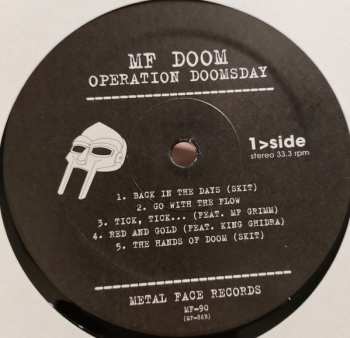 MF DOOM
OPERATION DOOMSDAY
1>side
stereo 33.3 rpm
1. BACK IN THE DAYS (SKIT)
2. GO WITH THE FLOW
3. TICK, TICK... (FEAT. MF GRIMM)
4. RED AND GOLD (FEAT. KING GHIDRA)
5. THE HANDS OF DOOM (SKIT)
METAL FACE RECORDS
MF-90